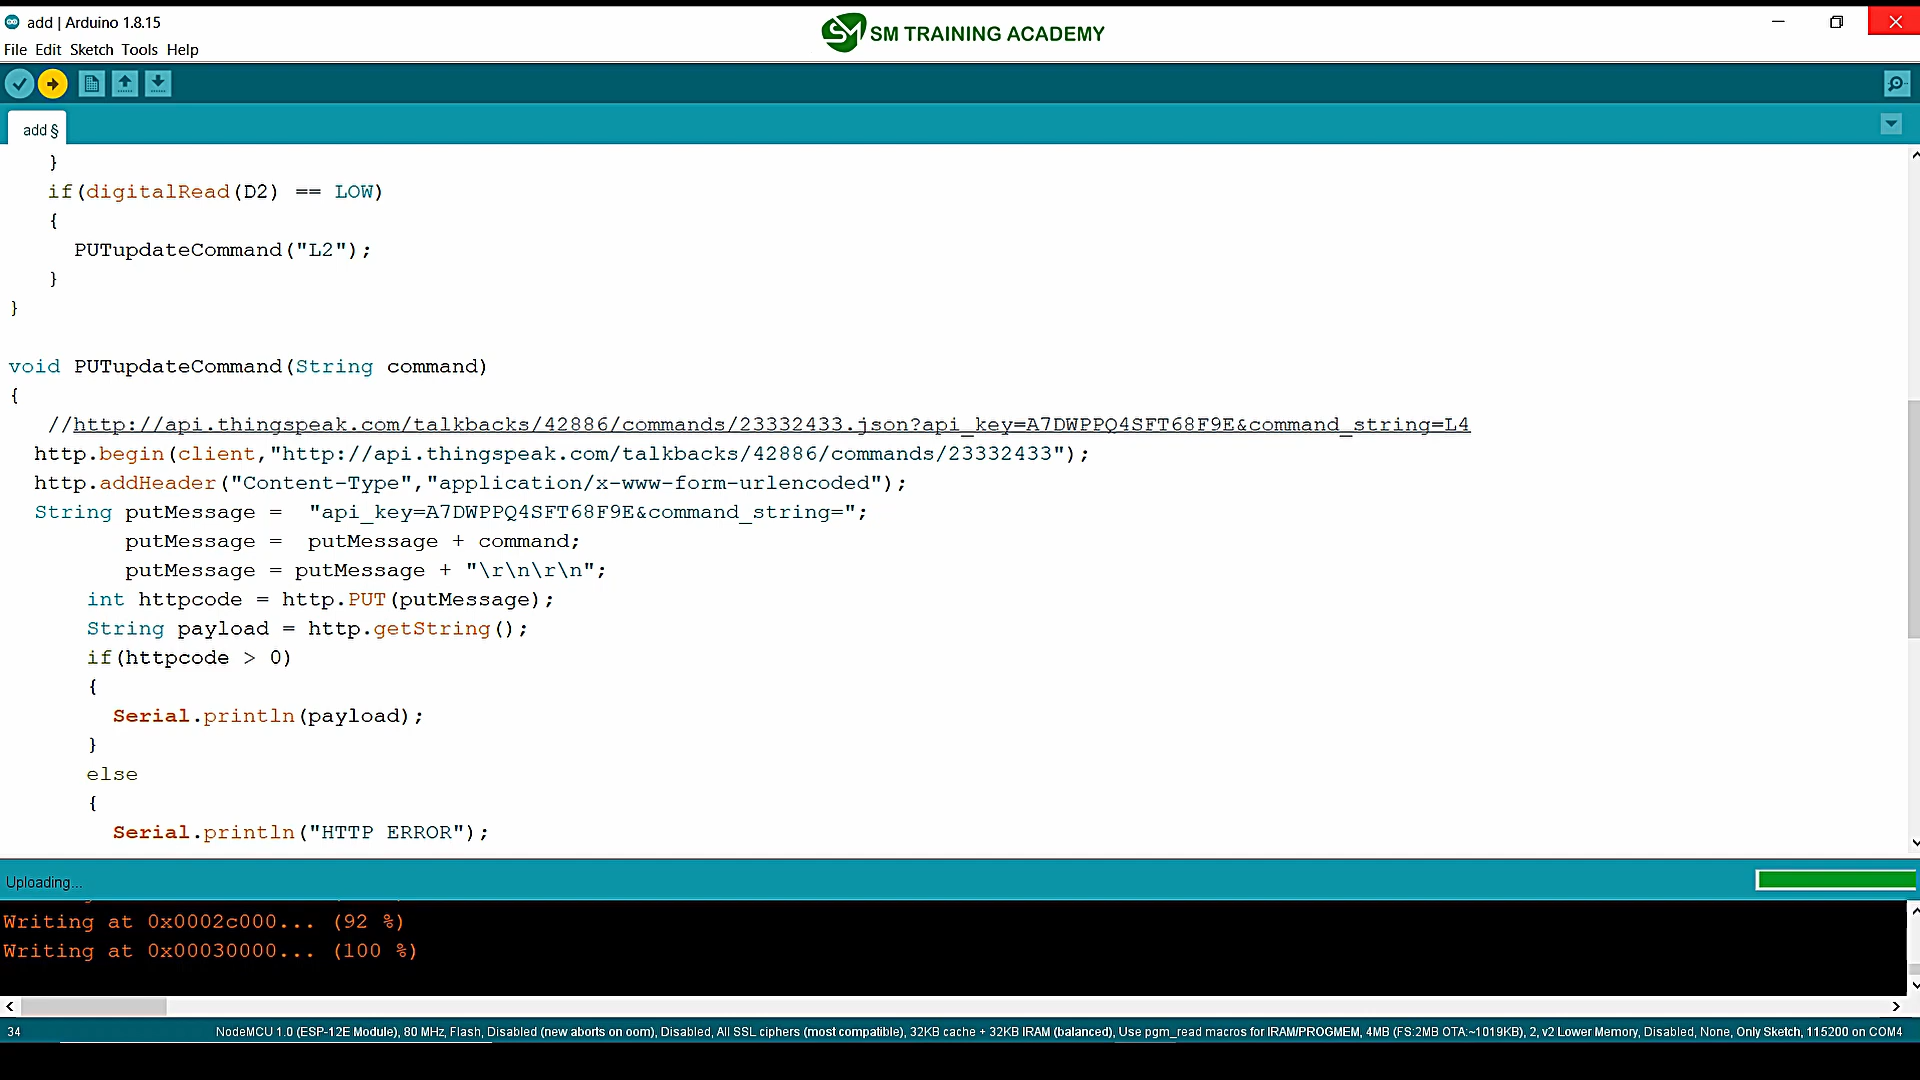 add | Arduino 1.8.15
SM TRAINING ACADEMY
File Edit Sketch Tools Help
add §
}
if(digitalRead(D2) == LOW)
{
PUTupdateCommand("L2");
}
}
void PUTupdateCommand(String command)
{
//http://api.thingspeak.com/talkbacks/42886/commands/23332433.json?api_key=A7DWPPQ4SFT68F9E&command_string=L4
http.begin(client,"http://api.thingspeak.com/talkbacks/42886/commands/23332433");
http.addHeader("Content-Type","application/x-www-form-urlencoded");
String putMessage =  "api_key=A7DWPPQ4SFT68F9E&command_string=";
putMessage =  putMessage + command;
putMessage = putMessage + "\r\n\r\n";
int httpcode = http.PUT(putMessage);
String payload = http.getString();
if(httpcode > 0)
{
Serial.println(payload);
}
else
{
Serial.println("HTTP ERROR");
Uploading...
Writing at 0x0002c000... (92 %)
Writing at 0x00030000... (100 %)
34
NodeMCU 1.0 (ESP-12E Module), 80 MHz, Flash, Disabled (new aborts on oom), Disabled, All SSL ciphers (most compatible), 32KB cache + 32KB IRAM (balanced), Use pgm_read macros for IRAM/PROGMEM, 4MB (FS:2MB OTA:~1019KB), 2, v2 Lower Memory, Disabled, None, Only Sketch, 115200 on COM4